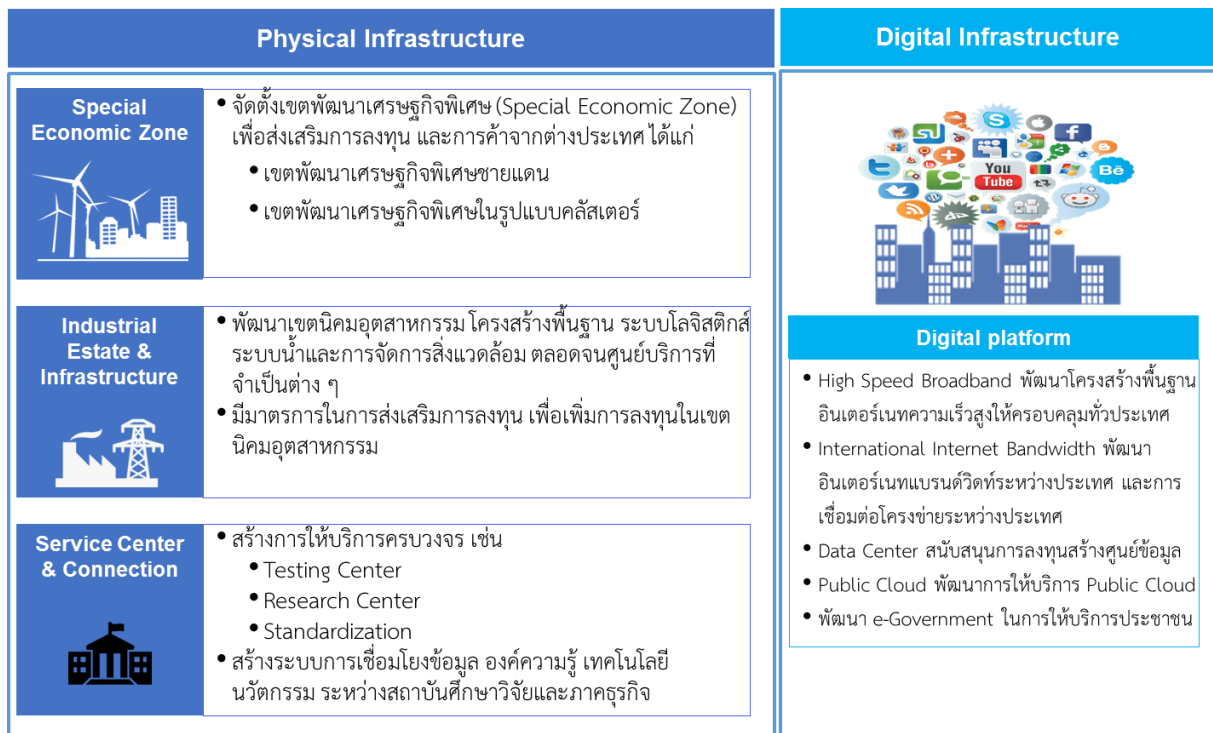 Physical Infrastructure
Special
Economic Zone
• จัดตั้งเขตพัฒนาเศรษฐกิจพิเศษ (Special Economic Zone)
เพื่อส่งเสริมการลงทุน และการค้าจากต่างประเทศ ได้แก่
• เขตพัฒนาเศรษฐกิจพิเศษชายแดน
• เขตพัฒนาเศรษฐกิจพิเศษในรูปแบบคลัสเตอร์
Industrial
Estate &
Infrastructure
• พัฒนาเขตนิคมอุตสาหกรรม โครงสร้างพื้นฐาน ระบบโลจิสติกส์
ระบบน้ำและการจัดการสิ่งแวดล้อม ตลอดจนศูนย์บริการที่
จำเป็นต่าง ๆ
• มีมาตรการในการส่งเสริมการลงทุน เพื่อเพิ่มการลงทุนในเขต
นิคมอุตสาหกรรม
Service Center
& Connection
• สร้างการให้บริการครบวงจร เช่น
• Testing Center
• Research Center
• Standardization
• สร้างระบบการเชื่อมโยงข้อมูล องค์ความรู้ เทคโนโลยี
นวัตกรรม ระหว่างสถาบันศึกษาวิจัยและภาคธุรกิจ
Digital Infrastructure
You
Tube
Bē
Digital platform
• High Speed Broadband พัฒนาโครงสร้างพื้นฐาน
อินเตอร์เนทความเร็วสูงให้ครอบคลุมทั่วประเทศ
• International Internet Bandwidth พัฒนา
อินเตอร์เนทแบรนด์วิดท์ระหว่างประเทศ และการ
เชื่อมต่อโครงข่ายระหว่างประเทศ
• Data Center สนับสนุนการลงทุนสร้างศูนย์ข้อมูล
• Public Cloud พัฒนาการให้บริการ Public Cloud
• พัฒนา e-Government ในการให้บริการประชาชน